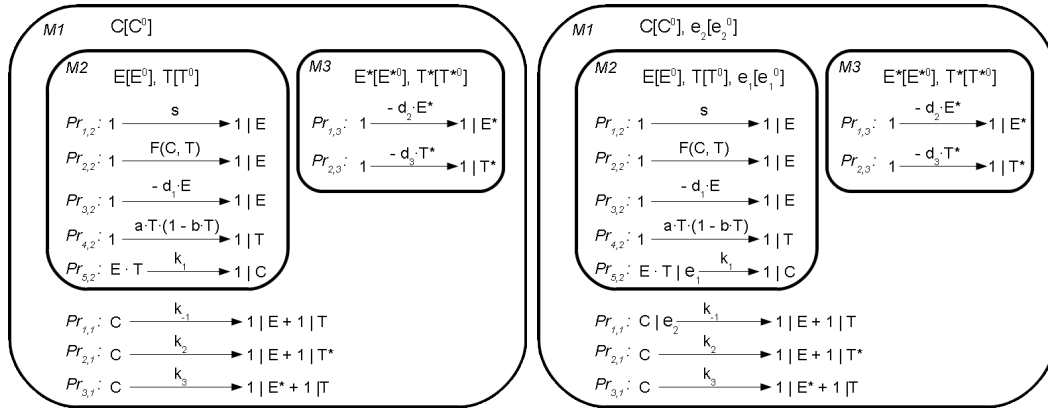 M1 C[C⁰]
M2 E[E⁰], T[T⁰]
Pr₁,₂: 1 s 1 | E
Pr₂,₂: 1 F(C, T) 1 | E
Pr₃,₂: 1 - d₁·E 1 | E
Pr₄,₂: 1 a·T·(1 - b·T) 1 | T
Pr₅,₂: E · T k₁ 1 | C
M3 E*[E*⁰], T*[T*⁰]
Pr₁,₃: 1 - d₂·E* 1 | E*
Pr₂,₃: 1 - d₃·T* 1 | T*
Pr₁,₁: C k₋₁ 1 | E + 1 | T
Pr₂,₁: C k₂ 1 | E + 1 | T*
Pr₃,₁: C k₃ 1 | E* + 1 |T
M1 C[C⁰], e₂[e₂⁰]
M2 E[E⁰], T[T⁰], e₁[e₁⁰]
Pr₁,₂: 1 s 1 | E
Pr₂,₂: 1 F(C, T) 1 | E
Pr₃,₂: 1 - d₁·E 1 | E
Pr₄,₂: 1 a·T·(1 - b·T) 1 | T
Pr₅,₂: E · T | e₁ k₁ 1 | C
M3 E*[E*⁰], T*[T*⁰]
Pr₁,₃: 1 - d₂·E* 1 | E*
Pr₂,₃: 1 - d₃·T* 1 | T*
Pr₁,₁: C | e₂ k₋₁ 1 | E + 1 | T
Pr₂,₁: C k₂ 1 | E + 1 | T*
Pr₃,₁: C k₃ 1 | E* + 1 | T